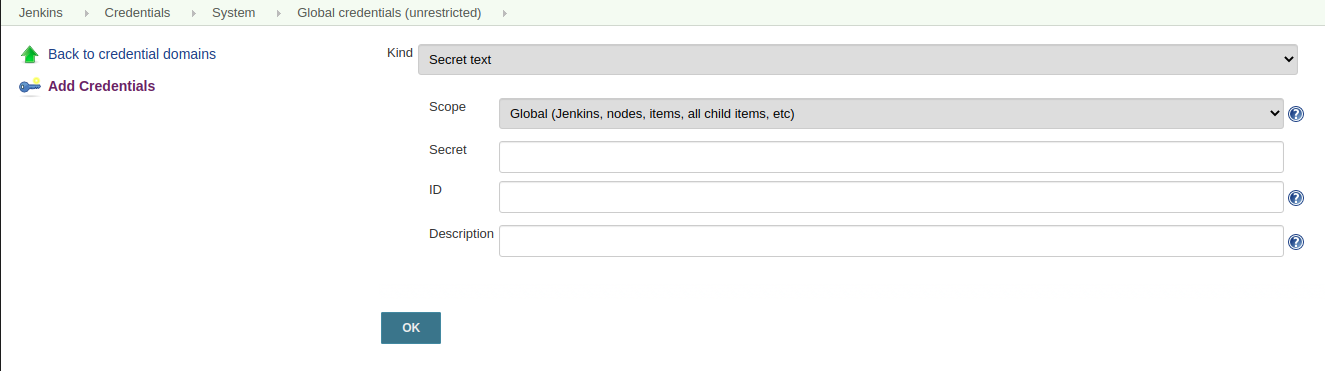 Jenkins Credentials System Global credentials (unrestricted)
Back to credential domains
Add Credentials
Kind Secret text
Scope Global (Jenkins, nodes, items, all child items, etc) ?
Secret
ID ?
Description ?
OK